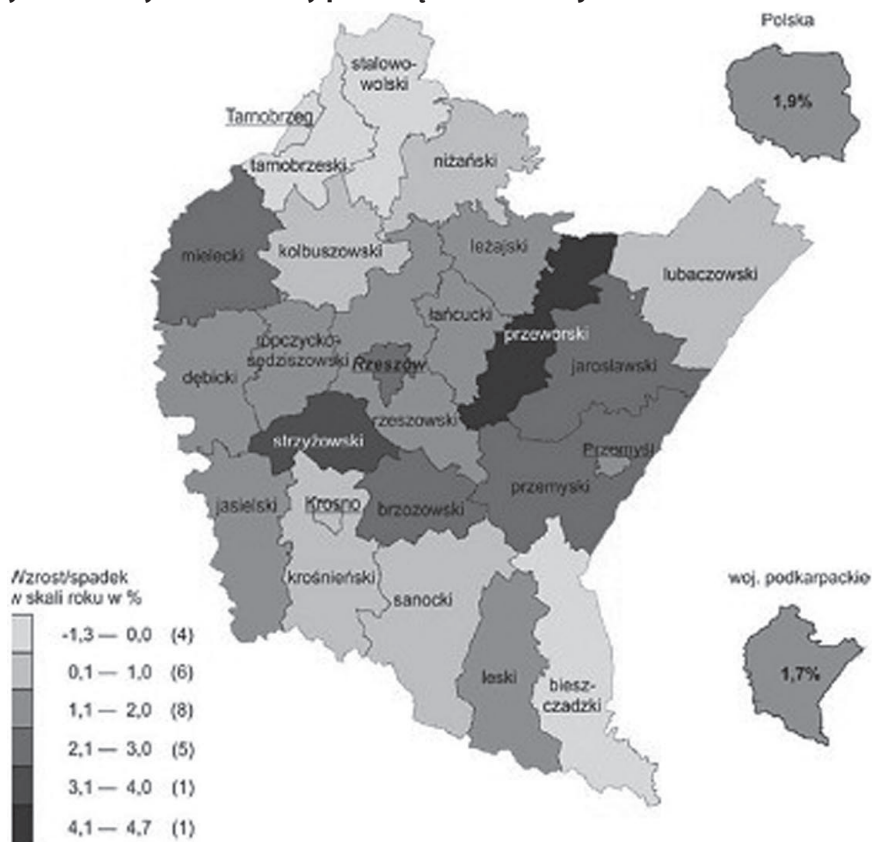 Polska
1,9%
stalowo-
wolski
Tarnobrzeg
tarnobrzeski
niżański
mielecki
kolbuszowski
leżajski
lubaczowski
łańcucki
przeworski
ropczycko-
sędziszowski
Rzeszów
dębicki
jarosławski
rzeszowski
strzyżowski
Przemyśl
jasielski
Krosno
brzozowski
przemyski
krośnieński
sanocki
leski
biesz-
czadzki
woj. podkarpackie
1,7%
Wzrost/spadek
w skali roku w %
-1,3 — 0,0 (4)
0,1 — 1,0 (6)
1,1 — 2,0 (8)
2,1 — 3,0 (5)
3,1 — 4,0 (1)
4,1 — 4,7 (1)